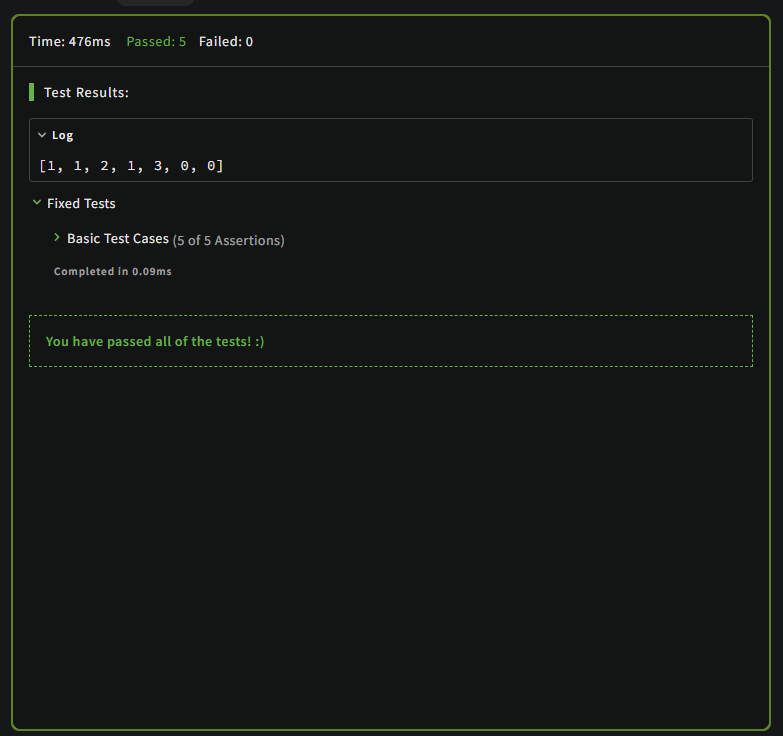 Time: 476ms Passed: 5 Failed: 0
Test Results:
Log
[1, 1, 2, 1, 3, 0, 0]
Fixed Tests
Basic Test Cases (5 of 5 Assertions)
Completed in 0.09ms
You have passed all of the tests! :)